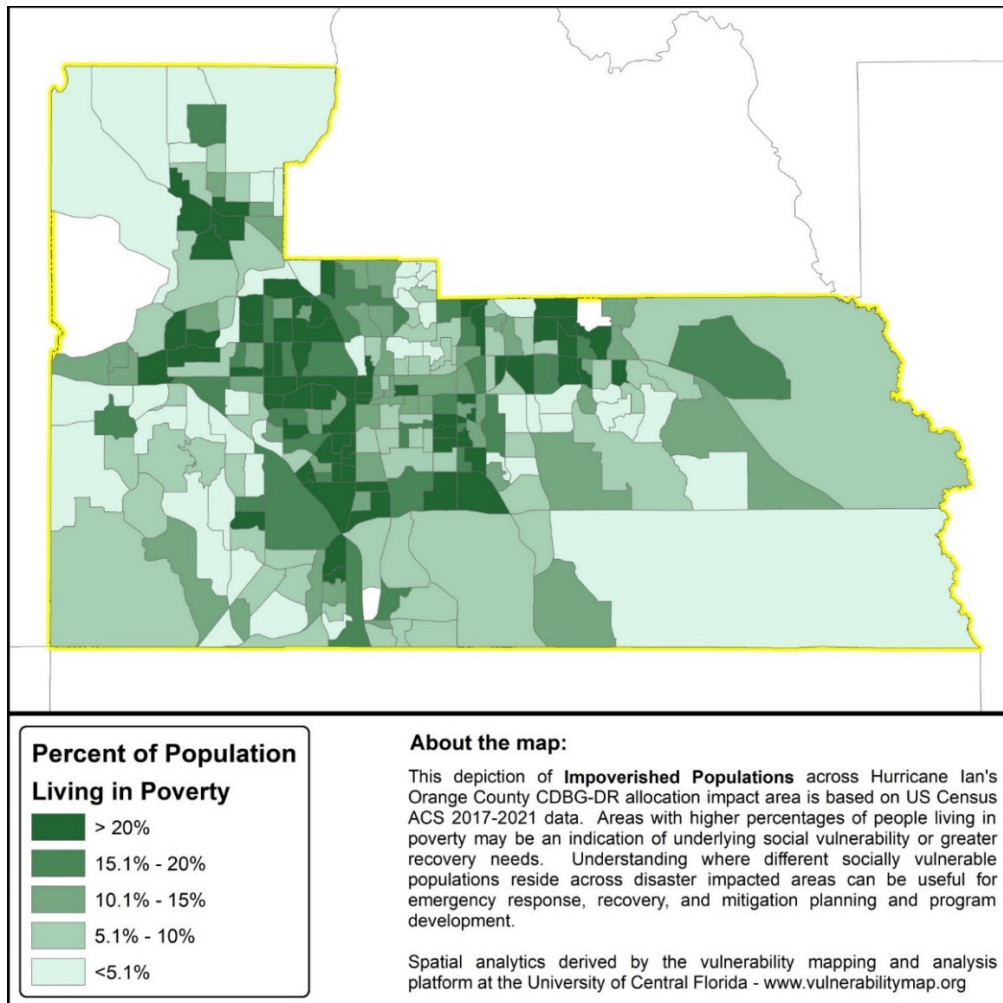 Percent of Population
Living in Poverty
> 20%
15.1% - 20%
10.1% - 15%
5.1% - 10%
<5.1%
About the map:
This depiction of Impoverished Populations across Hurricane Ian's
Orange County CDBG-DR allocation impact area is based on US Census
ACS 2017-2021 data. Areas with higher percentages of people living in
poverty may be an indication of underlying social vulnerability or greater
recovery needs. Understanding where different socially vulnerable
populations reside across disaster impacted areas can be useful for
emergency response, recovery, and mitigation planning and program
development.
Spatial analytics derived by the vulnerability mapping and analysis
platform at the University of Central Florida - www.vulnerabilitymap.org